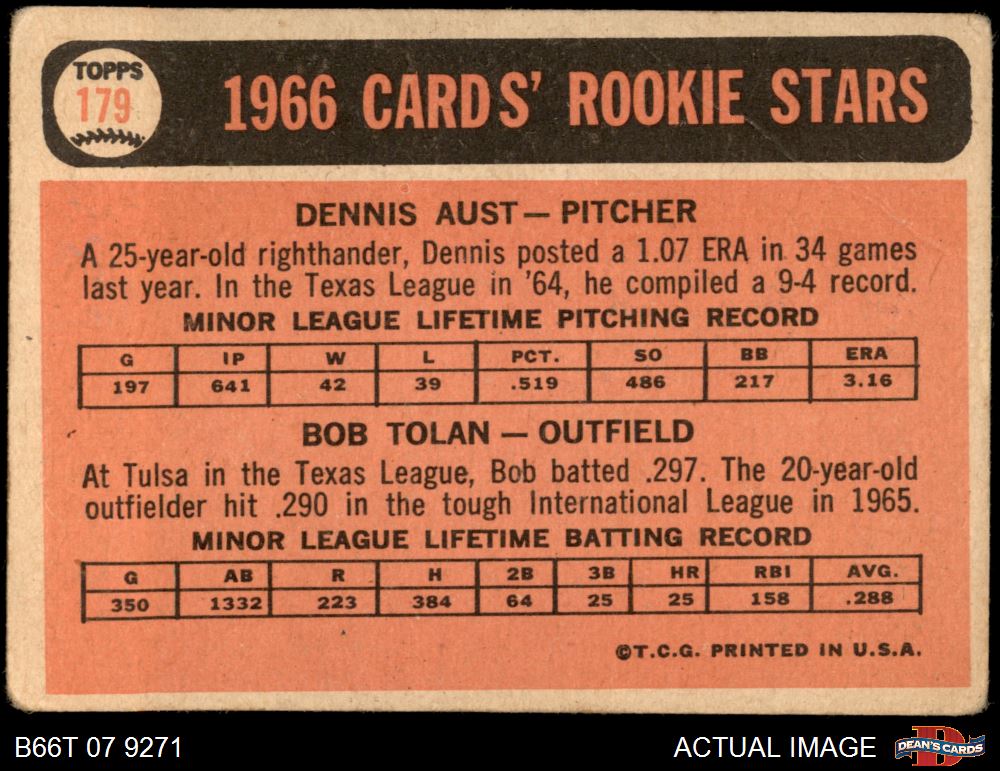 TOPPS
179
1966 CARDS' ROOKIE STARS
DENNIS AUST — PITCHER
A 25-year-old righthander, Dennis posted a 1.07 ERA in 34 games
last year. In the Texas League in '64, he compiled a 9-4 record.
MINOR LEAGUE LIFETIME PITCHING RECORD
G IP W L PCT. SO BB ERA
197 641 42 39 .519 486 217 3.16
BOB TOLAN — OUTFIELD
At Tulsa in the Texas League, Bob batted .297. The 20-year-old
outfielder hit .290 in the tough International League in 1965.
MINOR LEAGUE LIFETIME BATTING RECORD
G AB R H 2B 3B HR RBI AVG.
350 1332 223 384 64 25 25 158 .288
©T.C.G. PRINTED IN U.S.A.
B66T 07 9271
ACTUAL IMAGE
D
DEAN'S CARDS